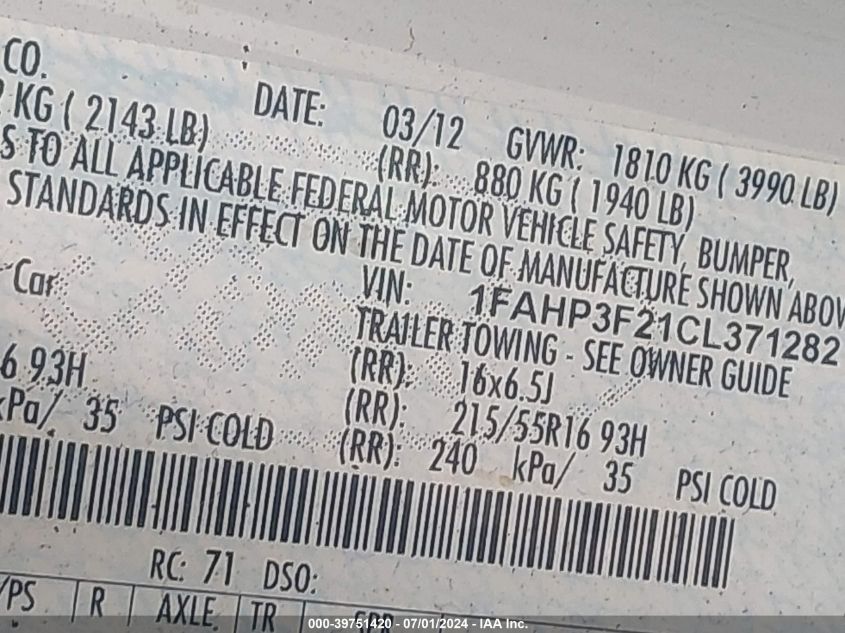 CO.
DATE: 03/12 GVWR: 1810 KG ( 3990 LB)
KG ( 2143 LB) (RR): 880 KG ( 1940 LB)
S TO ALL APPLICABLE FEDERAL MOTOR VEHICLE SAFETY, BUMPER,
STANDARDS IN EFFECT ON THE DATE OF MANUFACTURE SHOWN ABOV
VIN: 1FAHP3F21CL371282
Car TRAILER TOWING - SEE OWNER GUIDE
(RR): 16x6.5J
6 93H (RR): 215/55R16 93H
kPa/ 35 PSI COLD (RR): 240 kPa/ 35 PSI COLD
RC: 71 DSO:
/PS R AXLE TR SPR
000-39751420 - 07/01/2024 - IAA Inc.